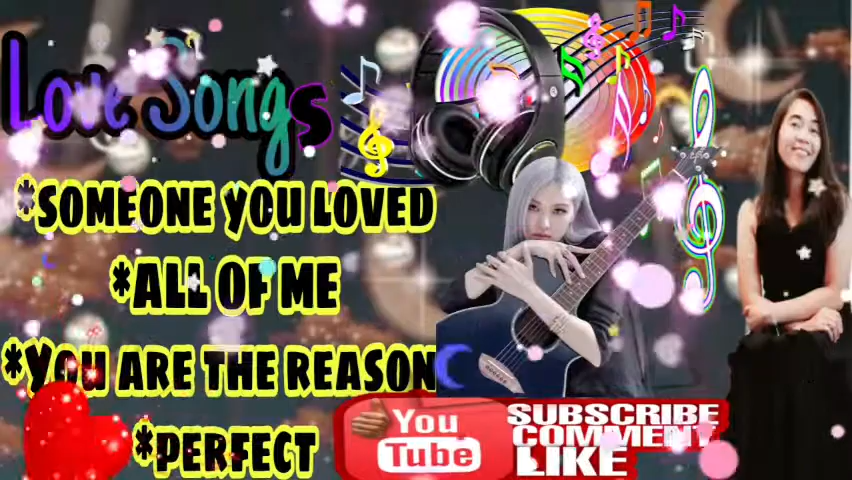 Love Songs
*SOMEONE YOU LOVED
*ALL OF ME
*YOU ARE THE REASON
*PERFECT
You
Tube
SUBSCRIBE
COMMENT
LIKE